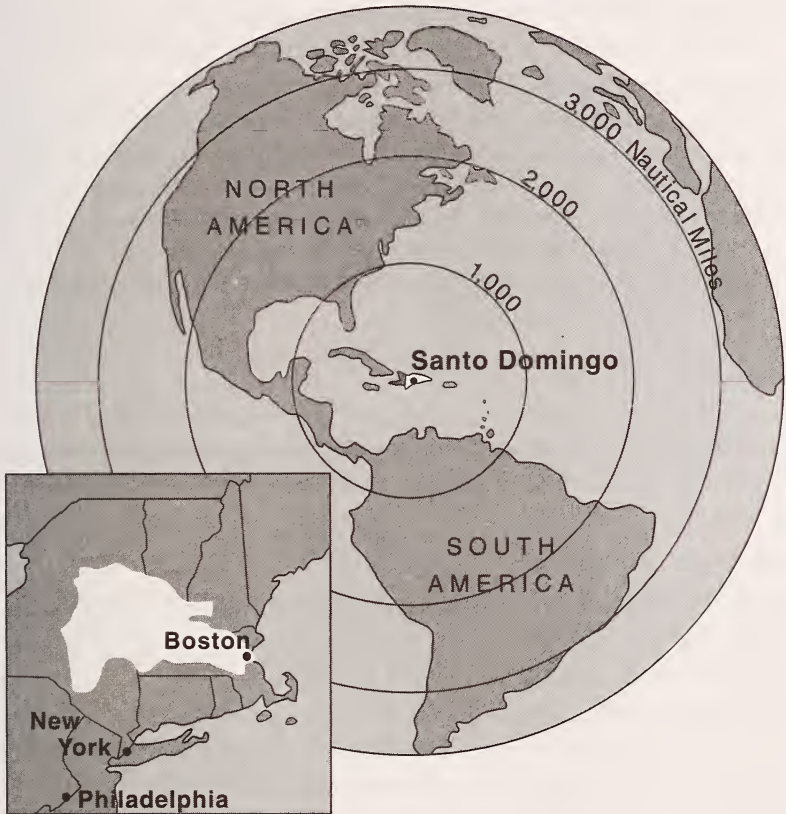 3,000 Nautical Miles
2,000
1,000
NORTH
AMERICA
Santo Domingo
SOUTH
AMERICA
Boston
New
York
Philadelphia